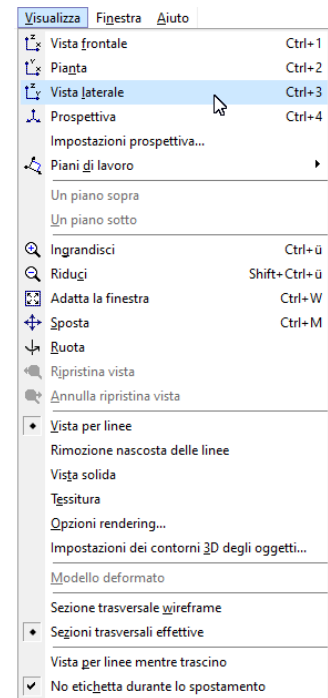 Visualizza Finestra Aiuto
Vista frontale Ctrl+1
Pianta Ctrl+2
Vista laterale Ctrl+3
Prospettiva Ctrl+4
Impostazioni prospettiva...
Piani di lavoro
Un piano sopra
Un piano sotto
Ingrandisci Ctrl+ü
Riduci Shift+Ctrl+ü
Adatta la finestra Ctrl+W
Sposta Ctrl+M
Ruota
Ripristina vista
Annulla ripristina vista
Vista per linee
Rimozione nascosta delle linee
Vista solida
Tessitura
Opzioni rendering...
Impostazioni dei contorni 3D degli oggetti...
Modello deformato
Sezione trasversale wireframe
Sezioni trasversali effettive
Vista per linee mentre trascino
No etichetta durante lo spostamento